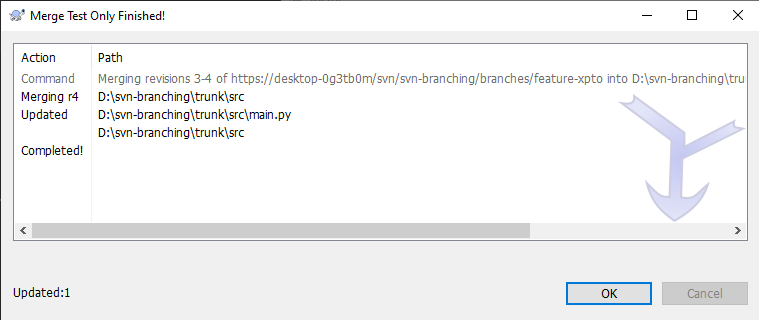 Merge Test Only Finished!
Action Path
Command Merging revisions 3-4 of https://desktop-0g3tb0m/svn/svn-branching/branches/feature-xpto into D:\svn-branching\tru
Merging r4 D:\svn-branching\trunk\src
Updated D:\svn-branching\trunk\src\main.py
D:\svn-branching\trunk\src
Completed!
Updated:1 OK Cancel